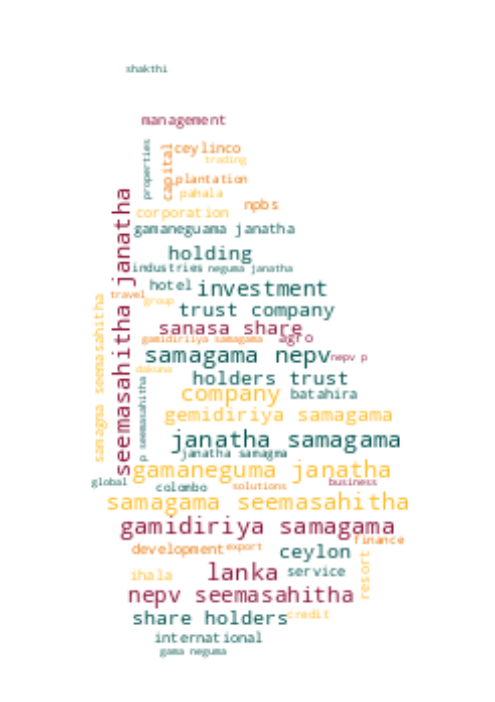 shakthi
management
properties
capital
ceylinco
trading
plantation
pahala
npbs
corporation
gamaneguama janatha
seemasahitha janatha
holding
industries
neguma janatha
hotel
investment
travel
group
trust company
samagma seemasahitha
sanasa share
gamidiriiya samagama
agro
samagama nepv
nepv p
dakuna
holders trust
p seemasahitha
company
batahira
gemidiriya samagama
janatha samagama
janatha samagma
gamaneguma janatha
global
colombo
solutions
business
samagama seemasahitha
gamidiriya samagama
finance
development
export
ceylon
resort
ihala
lanka
service
nepv seemasahitha
share holders
credit
international
gama neguma